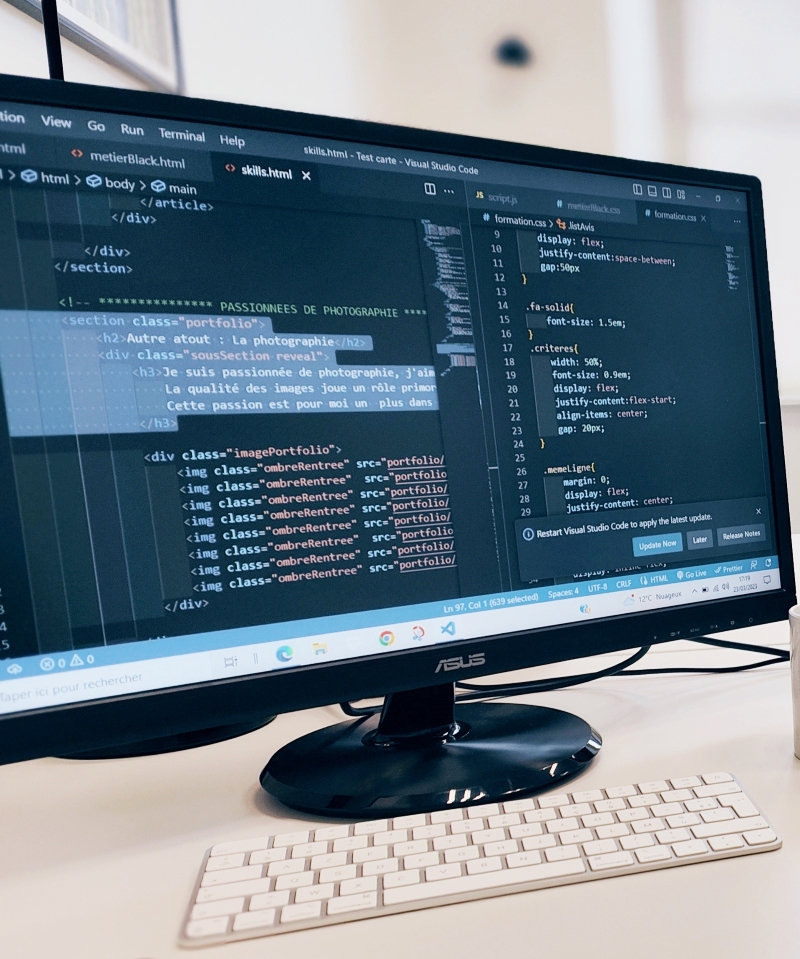 tion View Go Run Terminal Help
skills.html - Test carte - Visual Studio Code
html metierBlack.html skills.html
html > body > main
</article>
</div>
</div>
</section>
<!-- *************** PASSIONNEES DE PHOTOGRAPHIE ****
<section class="portfolio">
<h2>Autre atout : La photographie</h2>
<div class="sousSection reveal">
<h3>Je suis passionnée de photographie, j'aim
La qualité des images joue un rôle primor
Cette passion est pour moi un plus dans
</h3>
<div class="imagePortfolio">
<img class="ombreRentree" src="portfolio/
<img class="ombreRentree" src="portfolio
<img class="ombreRentree" src="portfolio/
<img class="ombreRentree" src="portfolio/
<img class="ombreRentree" src="portfolio/
<img class="ombreRentree" src="portfolio/
<img class="ombreRentree" src="portfolio/
</div>
script.js metierBlack.css formation.css
formation.css > .listAvis
9 display: flex;
10 justify-content:space-between;
11 gap:50px
12 }
13
14 .fa-solid{
15 font-size: 1.5em;
16 }
17 .criteres{
18 width: 50%;
19 font-size: 0.9em;
20 display: flex;
21 justify-content:flex-start;
22 align-items: center;
23 gap: 20px;
24 }
25
26 .memeLigne{
27 margin: 0;
28 display: flex;
29 justify-content: center;
Restart Visual Studio Code to apply the latest update.
Update Now Later Release Notes
0 0 Ln 97, Col 1 (639 selected) Spaces: 4 UTF-8 CRLF HTML Go Live Prettier
Taper ici pour rechercher 12°C Nuageux 17:19
23/03/2023
ASUS